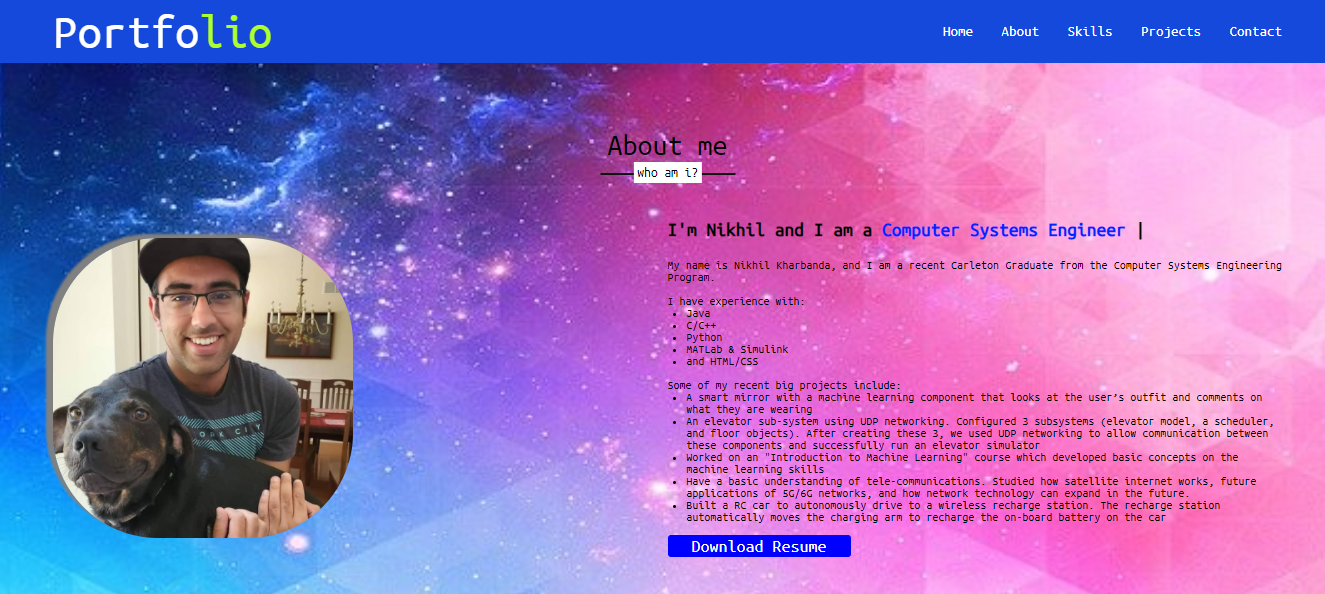 Portfolio
Home About Skills Projects Contact
About me
who am i?
I'm Nikhil and I am a Computer Systems Engineer |
My name is Nikhil Kharbanda, and I am a recent Carleton Graduate from the Computer Systems Engineering
Program.
I have experience with:
• Java
• C/C++
• Python
• MATLab & Simulink
• and HTML/CSS
Some of my recent big projects include:
• A smart mirror with a machine learning component that looks at the user’s outfit and comments on
what they are wearing
• An elevator sub-system using UDP networking. Configured 3 subsystems (elevator model, a scheduler,
and floor objects). After creating these 3, we used UDP networking to allow communication between
these components and successfully run an elevator simulator
• Worked on an "Introduction to Machine Learning" course which developed basic concepts on the
machine learning skills
• Have a basic understanding of tele-communications. Studied how satellite internet works, future
applications of 5G/6G networks, and how network technology can expand in the future.
• Built a RC car to autonomously drive to a wireless recharge station. The recharge station
automatically moves the charging arm to recharge the on-board battery on the car
Download Resume
CITY